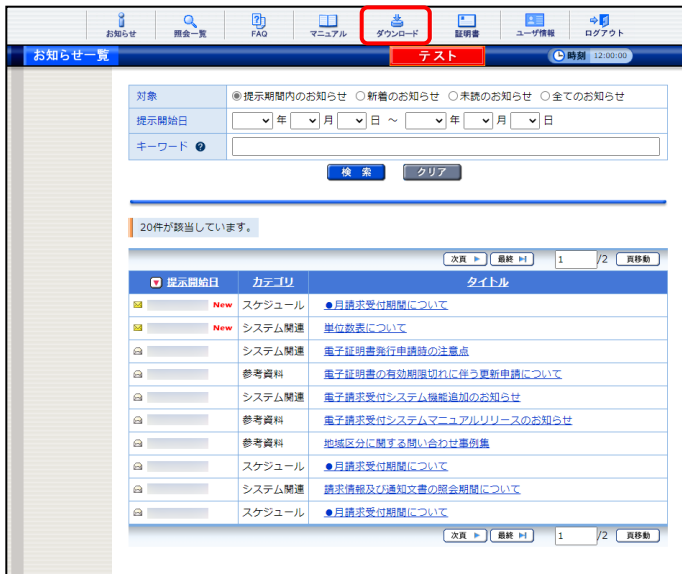 お知らせ 照会一覧 FAQ マニュアル ダウンロード 証明書 ユーザ情報 ログアウト
お知らせ一覧 テスト 時刻 12:00:00
対象 提示期間内のお知らせ 新着のお知らせ 未読のお知らせ 全てのお知らせ
提示開始日 年 月 日 ～ 年 月 日
キーワード ?
検 索 クリア
20件が該当しています。
次頁 最終 1 /2 頁移動
提示開始日 カテゴリ タイトル
New スケジュール ●月請求受付期間について
New システム関連 単位数表について
システム関連 電子証明書発行申請時の注意点
参考資料 電子証明書の有効期限切れに伴う更新申請について
システム関連 電子請求受付システム機能追加のお知らせ
参考資料 電子請求受付システムマニュアルリリースのお知らせ
参考資料 地域区分に関する問い合わせ事例集
スケジュール ●月請求受付期間について
システム関連 請求情報及び通知文書の照会期間について
スケジュール ●月請求受付期間について
次頁 最終 1 /2 頁移動